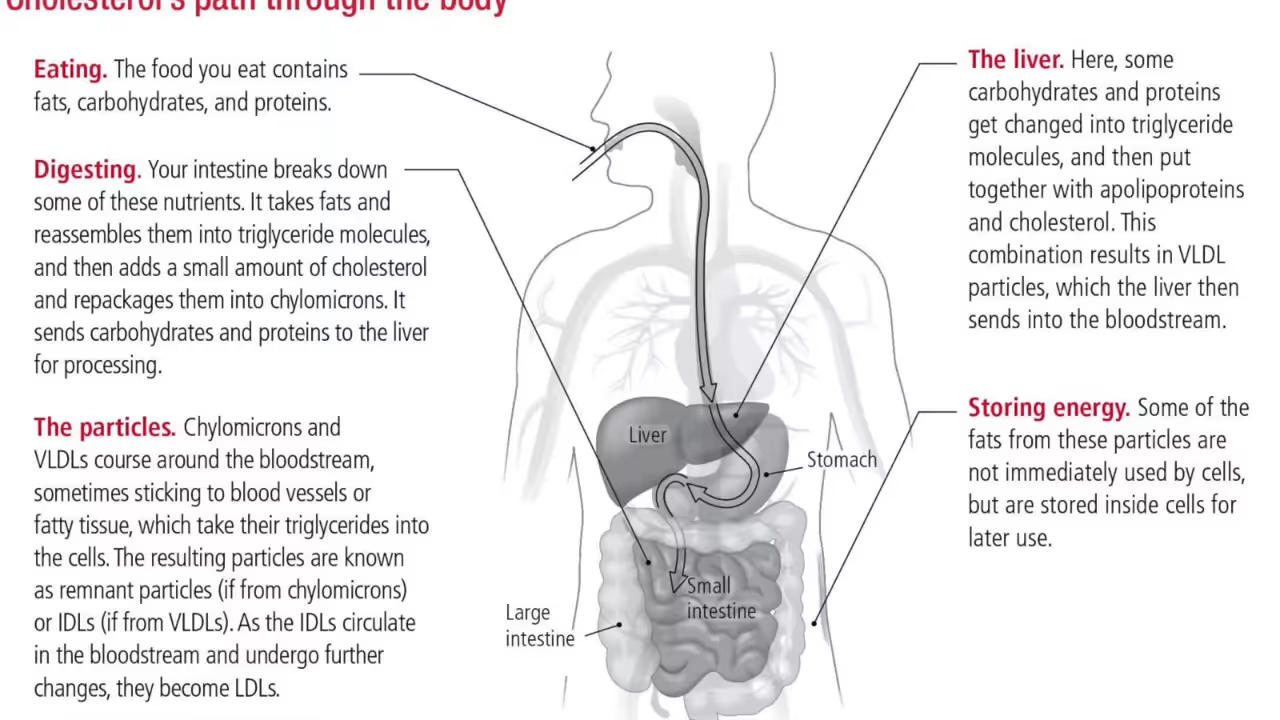 Cholesterol's path through the body
Eating. The food you eat contains
fats, carbohydrates, and proteins.
Digesting. Your intestine breaks down
some of these nutrients. It takes fats and
reassembles them into triglyceride molecules,
and then adds a small amount of cholesterol
and repackages them into chylomicrons. It
sends carbohydrates and proteins to the liver
for processing.
The particles. Chylomicrons and
VLDLs course around the bloodstream,
sometimes sticking to blood vessels or
fatty tissue, which take their triglycerides into
the cells. The resulting particles are known
as remnant particles (if from chylomicrons)
or IDLs (if from VLDLs). As the IDLs circulate
in the bloodstream and undergo further
changes, they become LDLs.
Liver
Stomach
Small
intestine
Large
intestine
The liver. Here, some
carbohydrates and proteins
get changed into triglyceride
molecules, and then put
together with apolipoproteins
and cholesterol. This
combination results in VLDL
particles, which the liver then
sends into the bloodstream.
Storing energy. Some of the
fats from these particles are
not immediately used by cells,
but are stored inside cells for
later use.